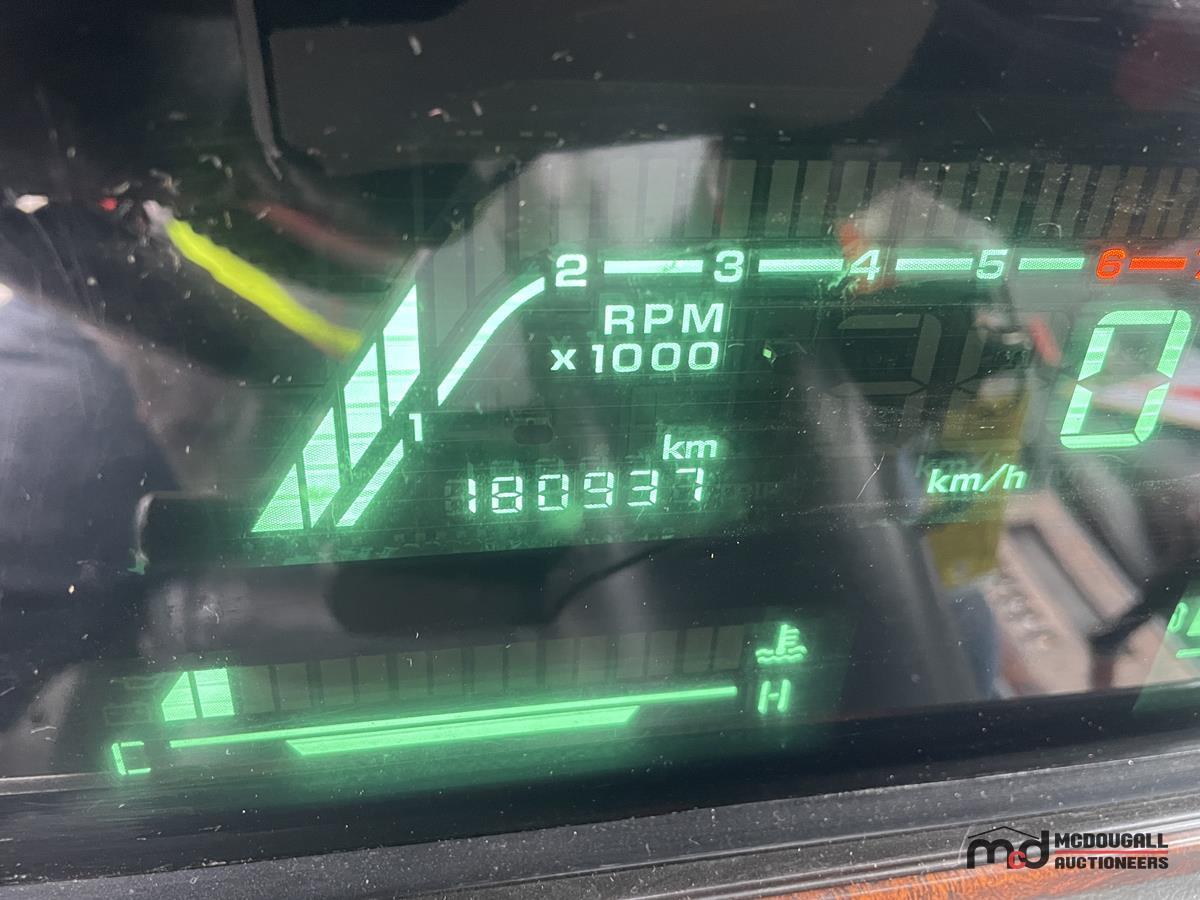 2 3 4 5 6
RPM
x1000
0
1
km
180937
km/h
H
C
MCDOUGALL
AUCTIONEERS